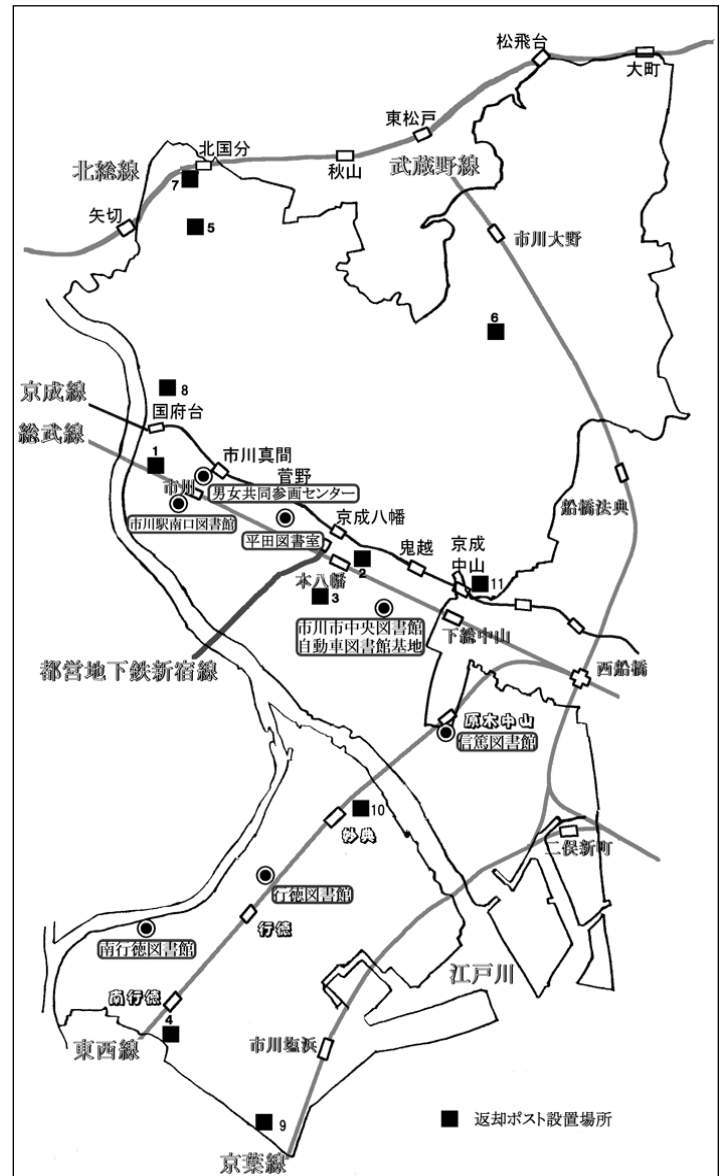 松飛台
大町
東松戸
北国分
北総線
秋山
武蔵野線
7
矢切
5
市川大野
6
京成線
8
国府台
総武線
1
市川真間
市川
菅野
男女共同参画センター
船橋法典
市川駅南口図書館
京成八幡
平田図書室
鬼越
京成
中山
2
11
本八幡
3
市川市中央図書館
自動車図書館基地
下総中山
都営地下鉄新宿線
西船橋
原木中山
信篤図書館
10
妙典
二俣新町
行徳図書館
行徳
南行徳図書館
江戸川
南行徳
4
東西線
市川塩浜
9
返却ポスト設置場所
京葉線